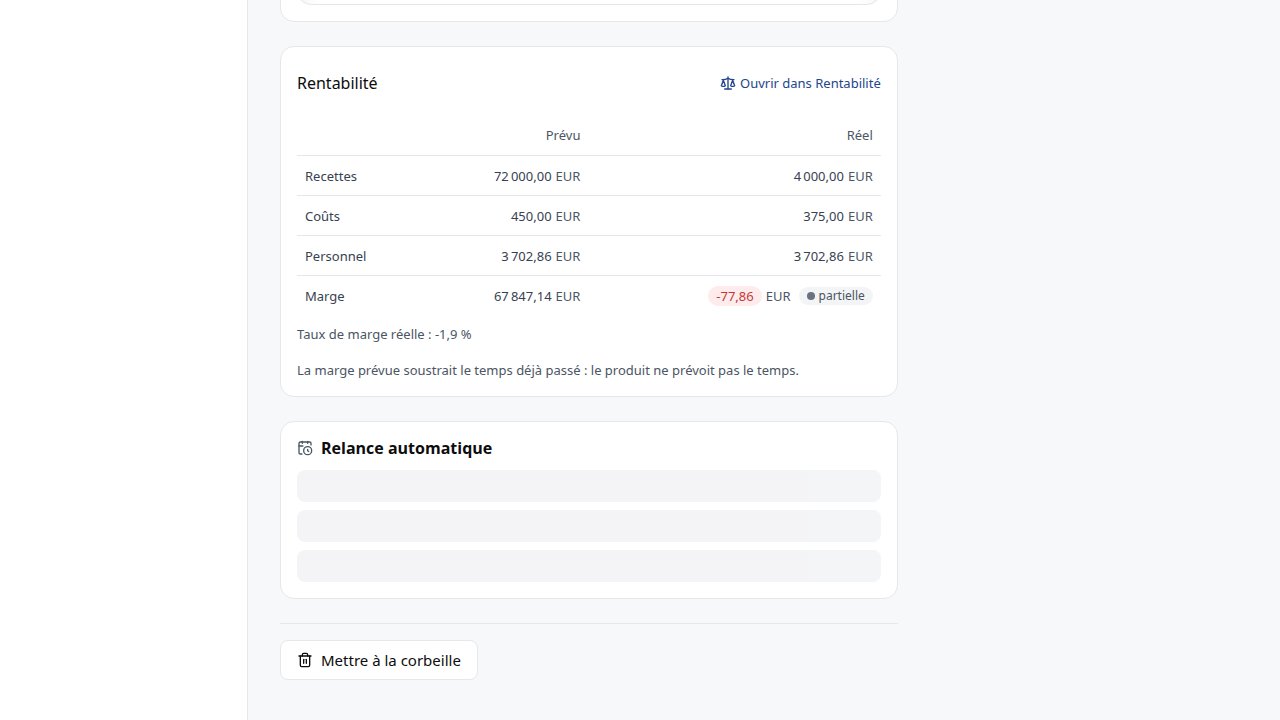 Rentabilité Ouvrir dans Rentabilité
Prévu Réel
Recettes 72 000,00 EUR 4 000,00 EUR
Coûts 450,00 EUR 375,00 EUR
Personnel 3 702,86 EUR 3 702,86 EUR
Marge 67 847,14 EUR -77,86 EUR partielle
Taux de marge réelle : -1,9 %
La marge prévue soustrait le temps déjà passé : le produit ne prévoit pas le temps.
Relance automatique
Mettre à la corbeille